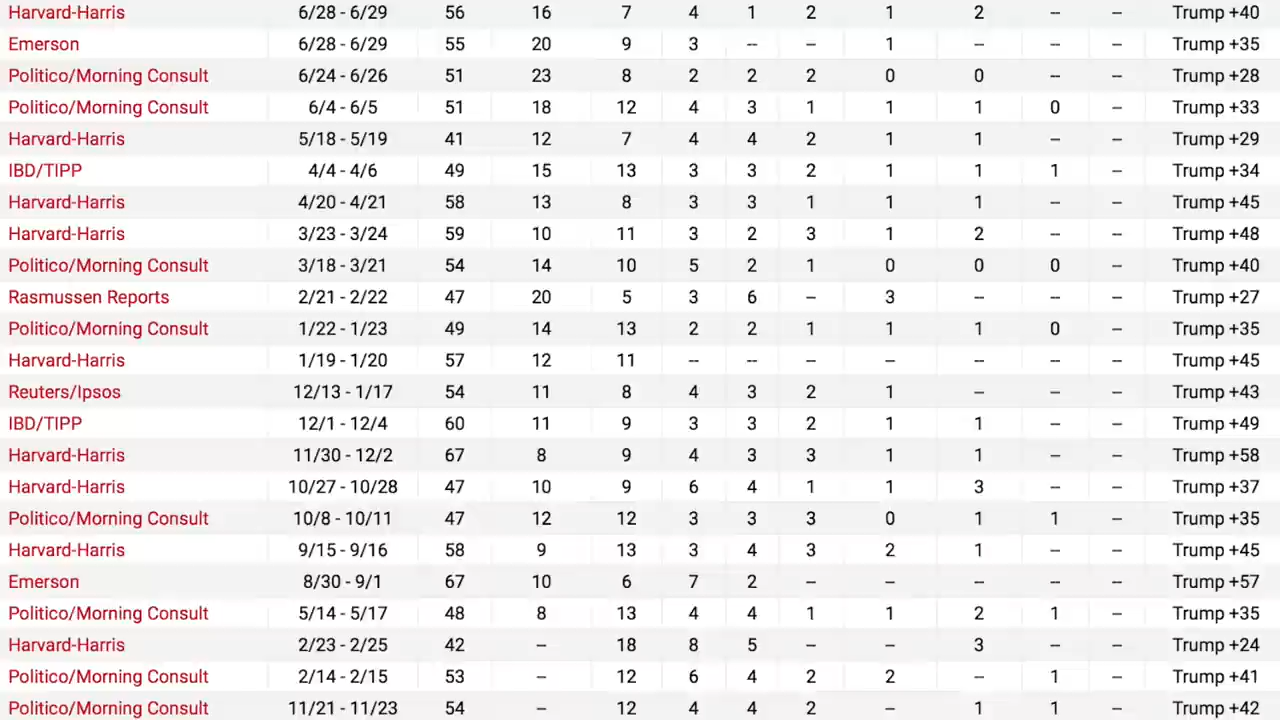 Harvard-Harris 6/28 - 6/29 56 16 7 4 1 2 1 2 -- -- Trump +40
Emerson 6/28 - 6/29 55 20 9 3 -- -- 1 -- -- -- Trump +35
Politico/Morning Consult 6/24 - 6/26 51 23 8 2 2 2 0 0 -- -- Trump +28
Politico/Morning Consult 6/4 - 6/5 51 18 12 4 3 1 1 1 0 -- Trump +33
Harvard-Harris 5/18 - 5/19 41 12 7 4 4 2 1 1 -- -- Trump +29
IBD/TIPP 4/4 - 4/6 49 15 13 3 3 2 1 1 1 -- Trump +34
Harvard-Harris 4/20 - 4/21 58 13 8 3 3 1 1 1 -- -- Trump +45
Harvard-Harris 3/23 - 3/24 59 10 11 3 2 3 1 2 -- -- Trump +48
Politico/Morning Consult 3/18 - 3/21 54 14 10 5 2 1 0 0 0 -- Trump +40
Rasmussen Reports 2/21 - 2/22 47 20 5 3 6 -- 3 -- -- -- Trump +27
Politico/Morning Consult 1/22 - 1/23 49 14 13 2 2 1 1 1 0 -- Trump +35
Harvard-Harris 1/19 - 1/20 57 12 11 -- -- -- -- -- -- -- Trump +45
Reuters/Ipsos 12/13 - 1/17 54 11 8 4 3 2 1 -- -- -- Trump +43
IBD/TIPP 12/1 - 12/4 60 11 9 3 3 2 1 1 -- -- Trump +49
Harvard-Harris 11/30 - 12/2 67 8 9 4 3 3 1 1 -- -- Trump +58
Harvard-Harris 10/27 - 10/28 47 10 9 6 4 1 1 3 -- -- Trump +37
Politico/Morning Consult 10/8 - 10/11 47 12 12 3 3 3 0 1 1 -- Trump +35
Harvard-Harris 9/15 - 9/16 58 9 13 3 4 3 2 1 -- -- Trump +45
Emerson 8/30 - 9/1 67 10 6 7 2 -- -- -- -- -- Trump +57
Politico/Morning Consult 5/14 - 5/17 48 8 13 4 4 1 1 2 1 -- Trump +35
Harvard-Harris 2/23 - 2/25 42 -- 18 8 5 -- -- 3 -- -- Trump +24
Politico/Morning Consult 2/14 - 2/15 53 -- 12 6 4 2 2 -- 1 -- Trump +41
Politico/Morning Consult 11/21 - 11/23 54 -- 12 4 4 2 -- 1 1 -- Trump +42